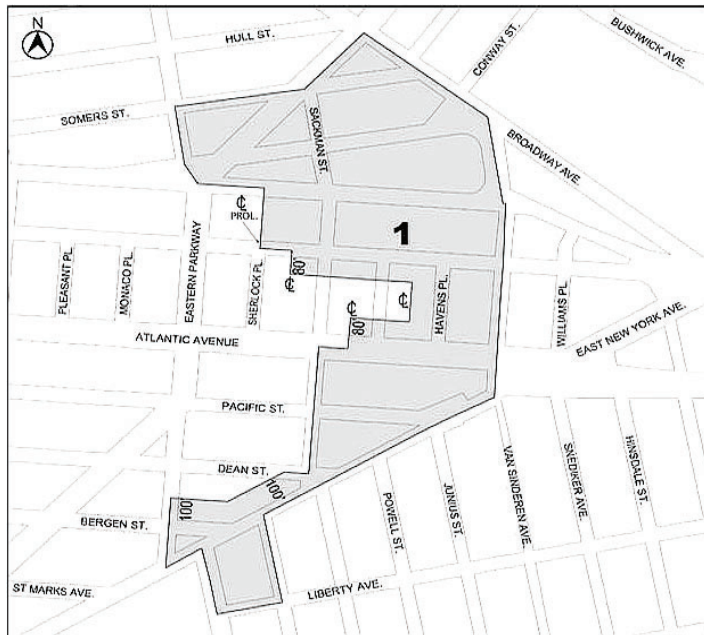 N
HULL ST.
BUSHWICK AVE.
CONWAY ST.
SOMERS ST.
SACKMAN ST.
BROADWAY AVE.
℄
PROL.
1
80'
℄
℄
℄
PLEASANT PL.
MONACO PL.
EASTERN PARKWAY
SHERLOCK PL.
HAVENS PL.
WILLIAMS PL.
80'
ATLANTIC AVENUE
EAST NEW YORK AVE.
PACIFIC ST.
DEAN ST.
100'
100'
BERGEN ST.
POWELL ST.
JUNIUS ST.
VAN SINDEREN AVE.
SNEDIKER AVE.
HINSDALE ST.
ST MARKS AVE.
LIBERTY AVE.